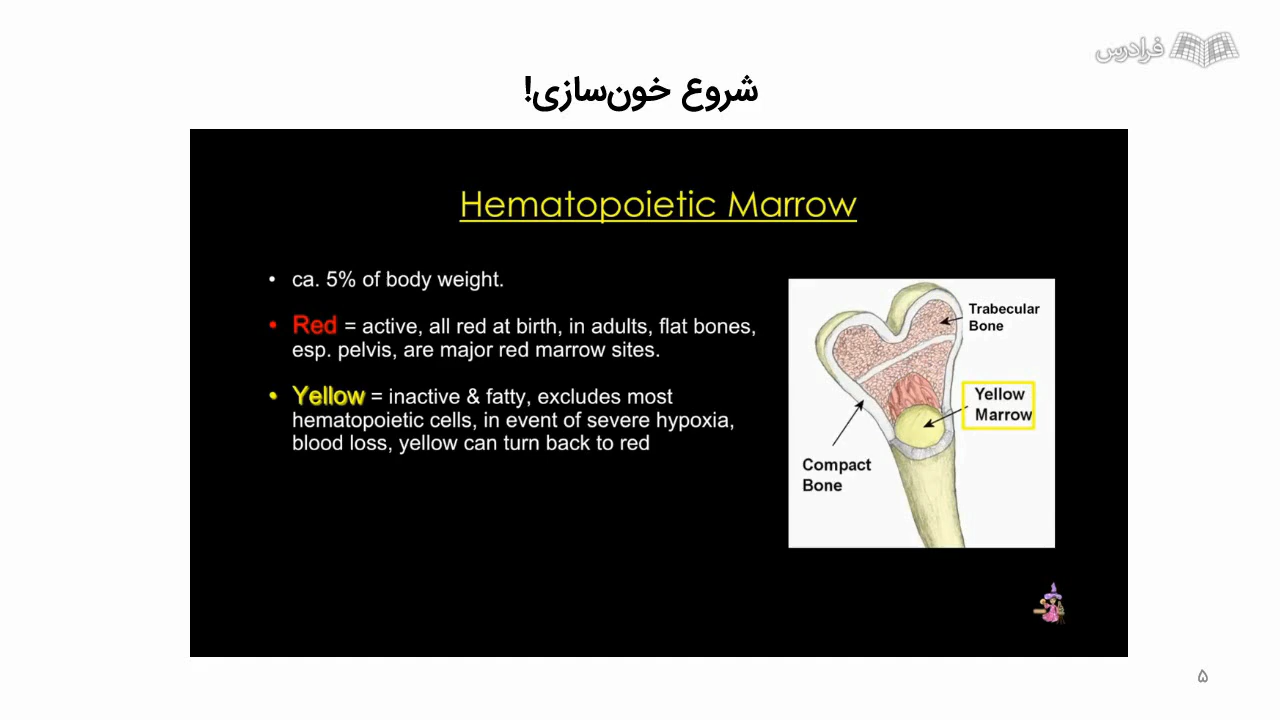 فرادرس
شروع خون‌سازی!
Hematopoietic Marrow
• ca. 5% of body weight.
• Red = active, all red at birth, in adults, flat bones,
esp. pelvis, are major red marrow sites.
• Yellow = inactive & fatty, excludes most
hematopoietic cells, in event of severe hypoxia,
blood loss, yellow can turn back to red
Trabecular
Bone
Yellow
Marrow
Compact
Bone
۵